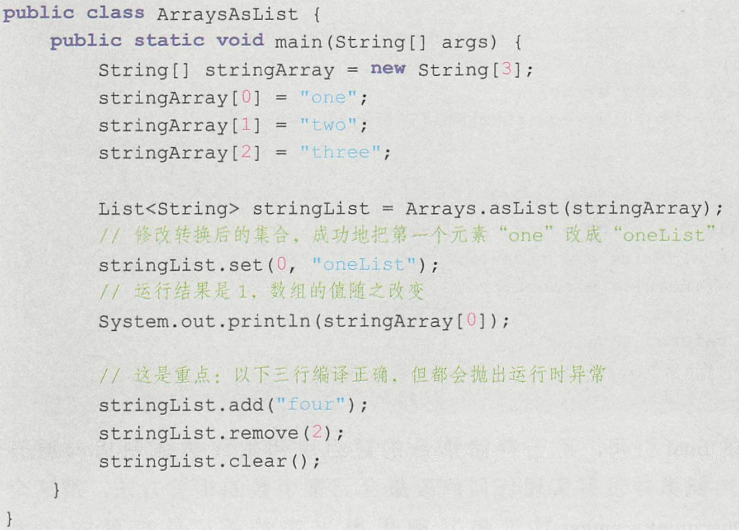 public class ArraysAsList {
    public static void main(String[] args) {
        String[] stringArray = new String[3];
        stringArray[0] = "one";
        stringArray[1] = "two";
        stringArray[2] = "three";

        List<String> stringList = Arrays.asList(stringArray);
        // 修改转换后的集合，成功地把第一个元素“one”改成“oneList”
        stringList.set(0, "oneList");
        // 运行结果是 1，数组的值随之改变
        System.out.println(stringArray[0]);

        // 这是重点：以下三行编译正确，但都会抛出运行时异常
        stringList.add("four");
        stringList.remove(2);
        stringList.clear();
    }
}